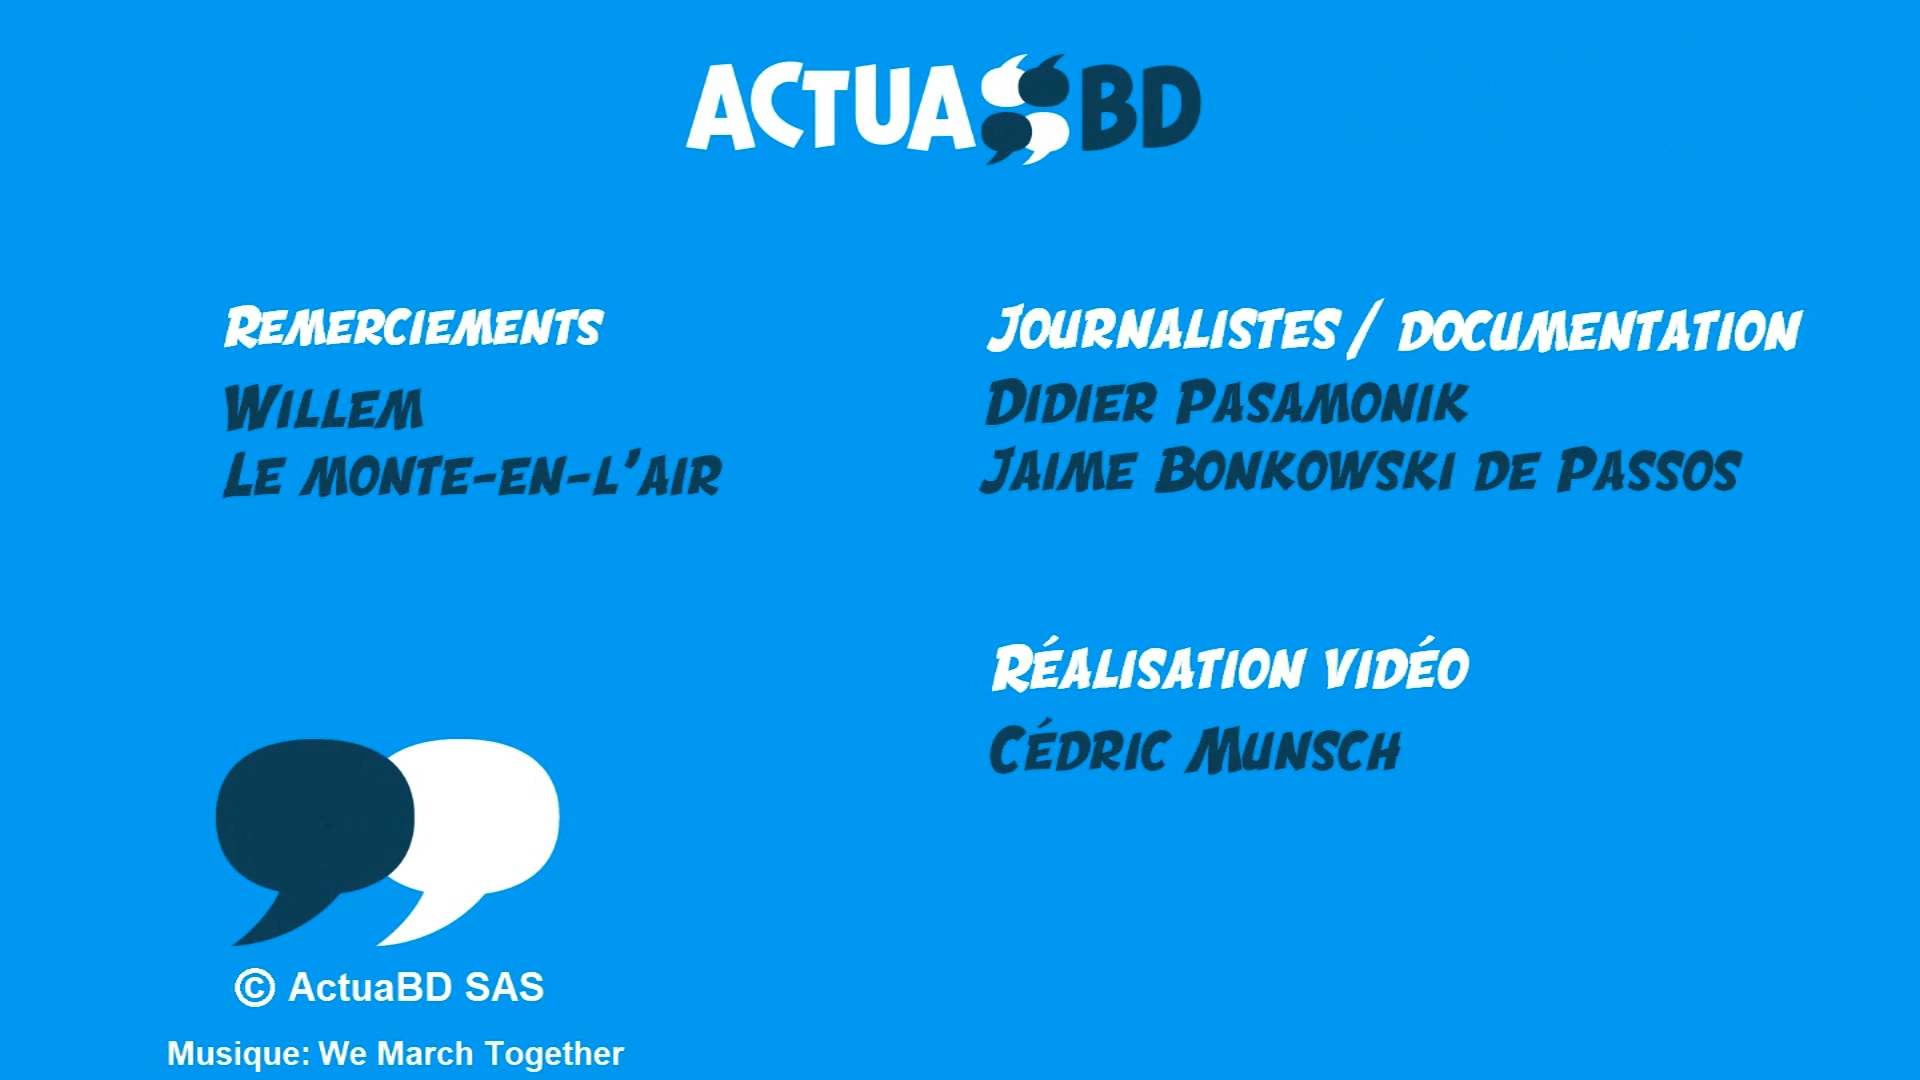 ACTUABD
Remerciements
Willem
Le monte-en-l'air
Journalistes / documentation
Didier Pasamonik
Jaime Bonkowski de Passos
Réalisation vidéo
Cédric Munsch
© ActuaBD SAS
Musique: We March Together